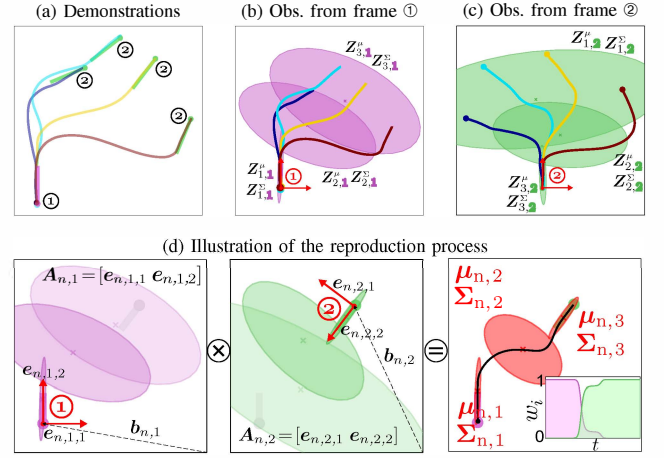 (a) Demonstrations
(b) Obs. from frame ①
(c) Obs. from frame ②
②
②
②
②
①
Z^μ_{3,1} Z^Σ_{3,1}
Z^μ_{1,1}
Z^Σ_{1,1}
①
Z^μ_{2,1} Z^Σ_{2,1}
Z^μ_{1,2} Z^Σ_{1,2}
Z^μ_{2,2}
Z^Σ_{2,2}
Z^μ_{3,2}
Z^Σ_{3,2}
②
(d) Illustration of the reproduction process
A_{n,1}=[e_{n,1,1} e_{n,1,2}]
e_{n,1,2}
①
e_{n,1,1}
b_{n,1}
⊗
e_{n,2,1}
②
e_{n,2,2}
b_{n,2}
A_{n,2}=[e_{n,2,1} e_{n,2,2}]
=
μ_{n,2}
Σ_{n,2}
μ_{n,3}
Σ_{n,3}
μ_{n,1}
Σ_{n,1}
1
w_i
0
t